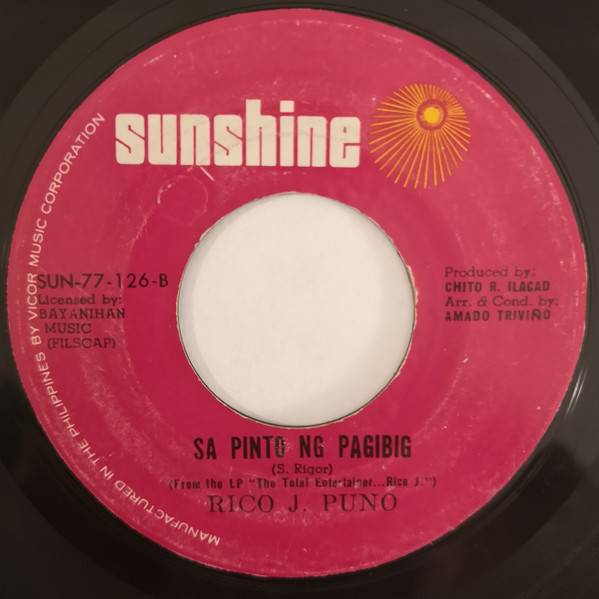 sunshine
SUN-77-126-B
Licensed by:
BAYANIHAN
MUSIC
(FILSCAP)
Produced by:
CHITO R. ILACAD
Arr. & Cond. by:
AMADO TRIVIÑO
SA PINTO NG PAGIBIG
(S. Rigor)
(From the LP "The Total Entertainer...Rico J.")
RICO J. PUNO
MANUFACTURED IN THE PHILIPPINES BY VICOR MUSIC CORPORATION